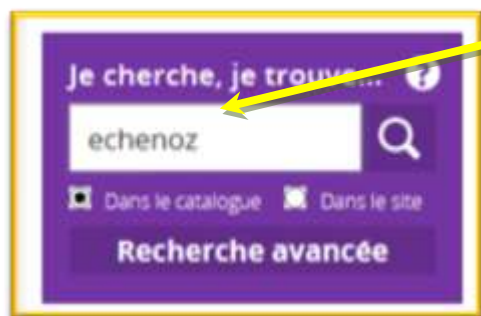 Je cherche, je trouve... ?
echenoz
Dans le catalogue Dans le site
Recherche avancée